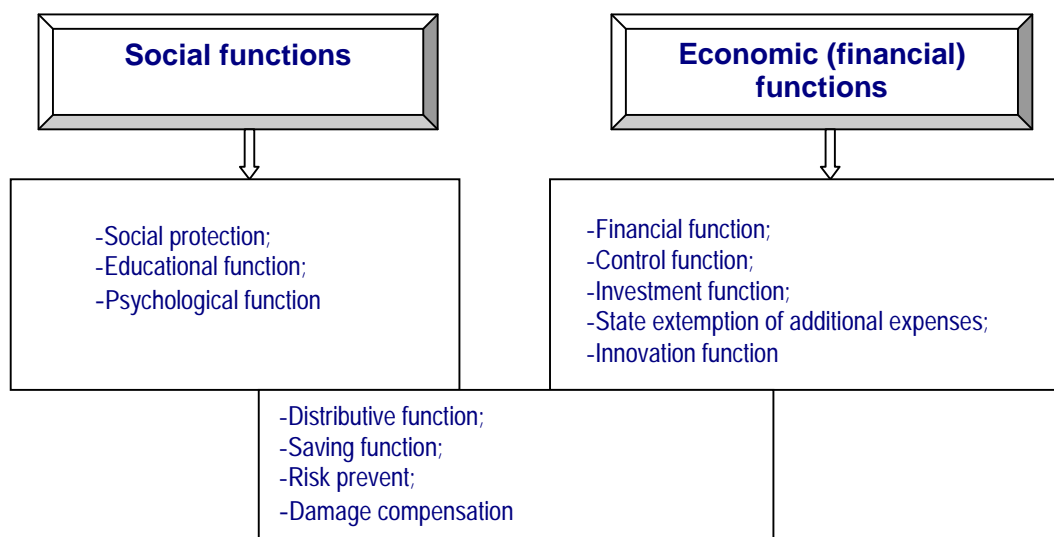 Social functions
Economic (financial)
functions
-Social protection;
-Educational function;
-Psychological function
-Financial function;
-Control function;
-Investment function;
-State extemption of additional expenses;
-Innovation function
-Distributive function;
-Saving function;
-Risk prevent;
-Damage compensation